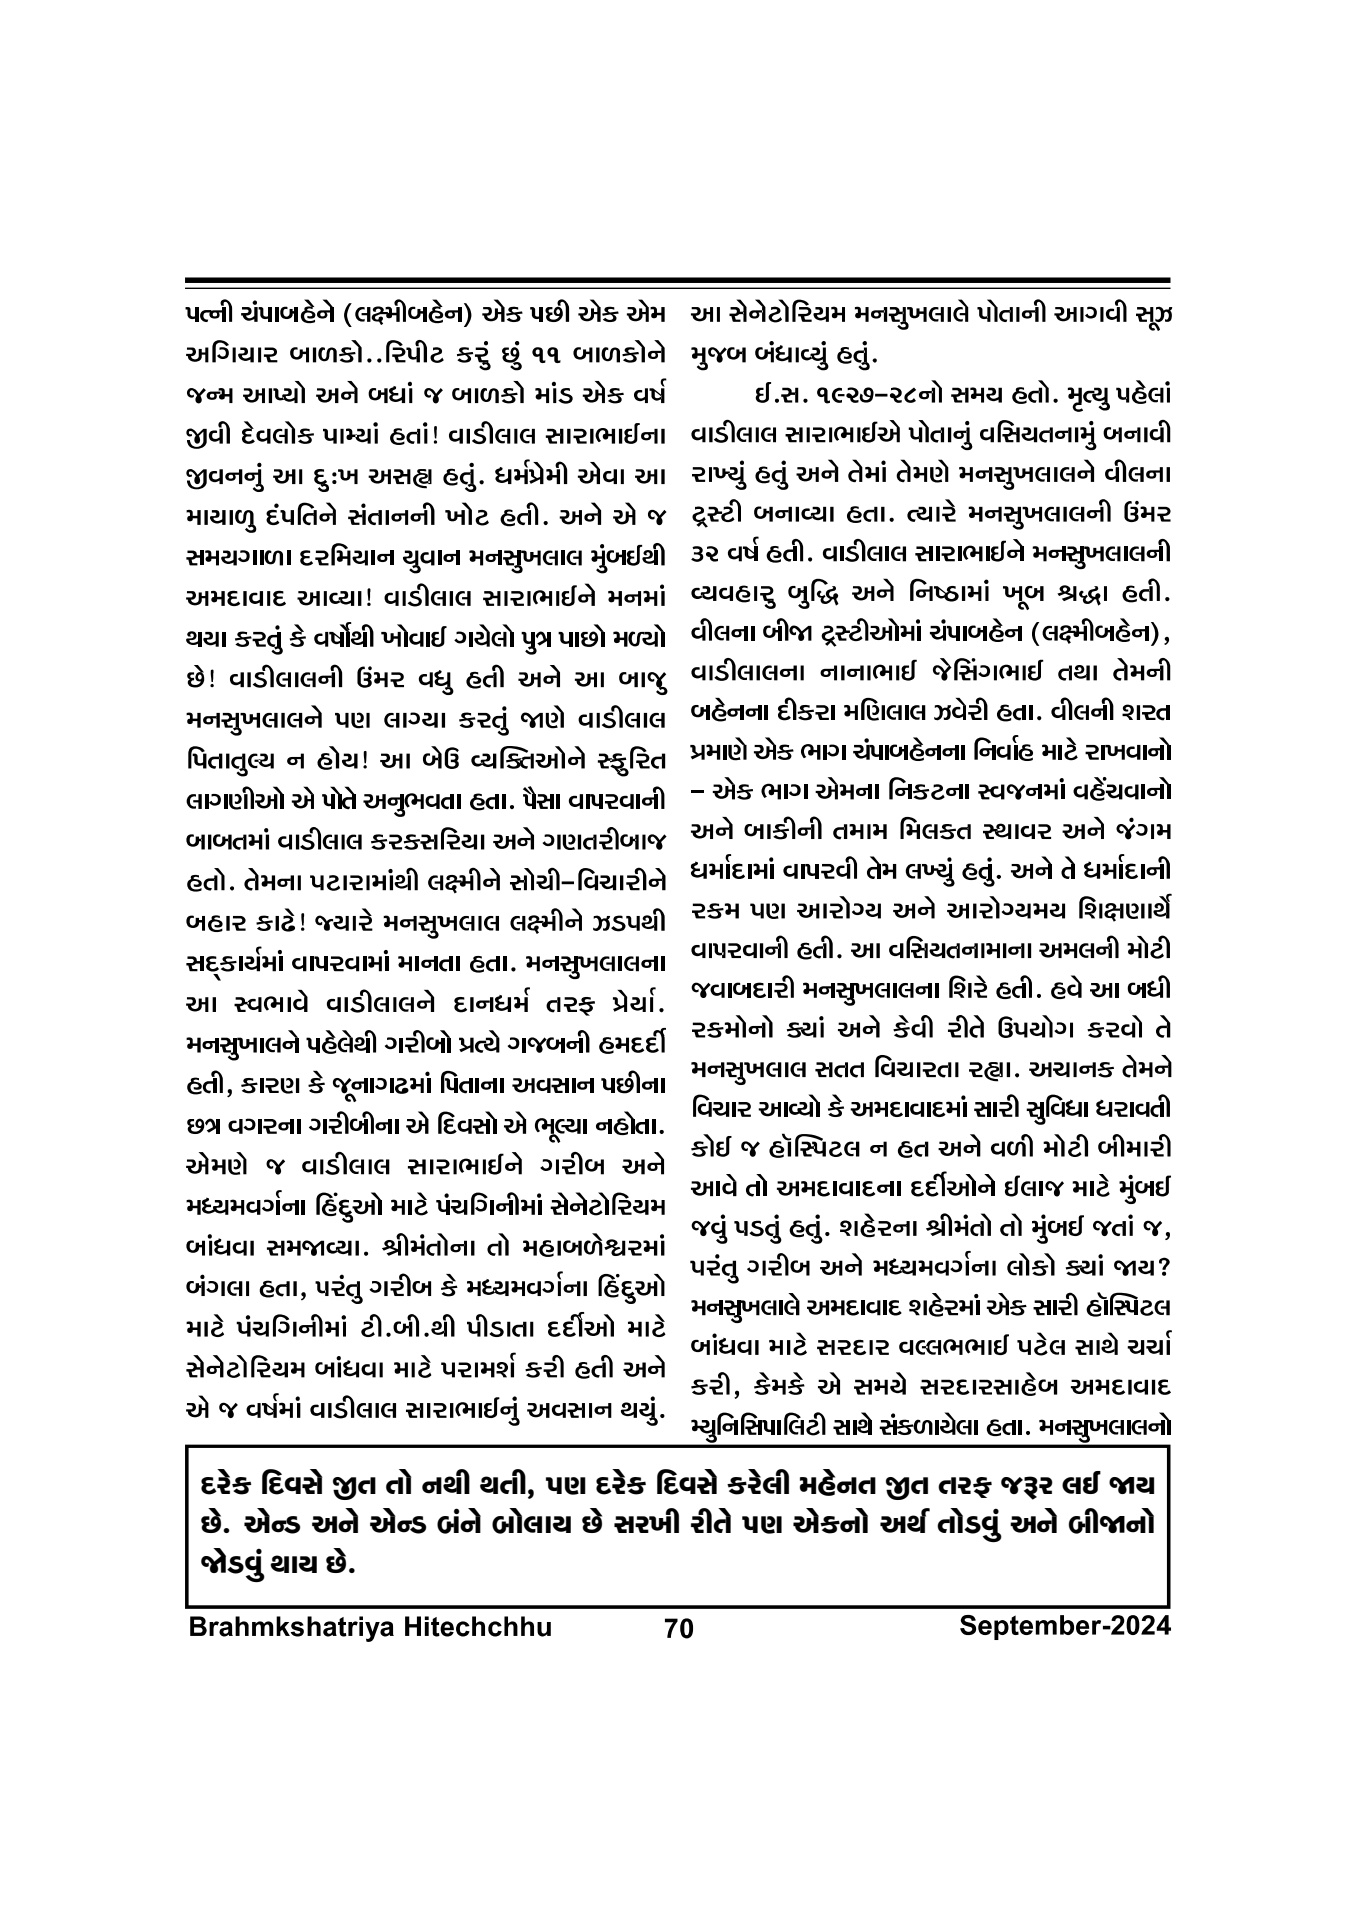 પત્ની ચંપાબહેને (લક્ષ્મીબહેન) એક પછી એક એમ
અગિયાર બાળકો..રિપીટ કરું છું ૧૧ બાળકોને
જન્મ આપ્યો અને બધાં જ બાળકો માંડ એક વર્ષ
જીવી દેવલોક પામ્યાં હતાં! વાડીલાલ સારાભાઈના
જીવનનું આ દુ:ખ અસહ્ય હતું. ધર્મપ્રેમી એવા આ
માયાળુ દંપતિને સંતાનની ખોટ હતી. અને એ જ
સમયગાળા દરમિયાન યુવાન મનસુખલાલ મુંબઈથી
અમદાવાદ આવ્યા! વાડીલાલ સારાભાઈને મનમાં
થયા કરતું કે વર્ષોથી ખોવાઈ ગયેલો પુત્ર પાછો મળ્યો
છે! વાડીલાલની ઉંમર વધુ હતી અને આ બાજુ
મનસુખલાલને પણ લાગ્યા કરતું જાણે વાડીલાલ
પિતાતુલ્ય ન હોય! આ બેઉ વ્યક્તિઓને સ્ફુરિત
લાગણીઓ એ પોતે અનુભવતા હતા. પૈસા વાપરવાની
બાબતમાં વાડીલાલ કરકસરિયા અને ગણતરીબાજ
હતો. તેમના પટારામાંથી લક્ષ્મીને સોચી–વિચારીને
બહાર કાઢે! જ્યારે મનસુખલાલ લક્ષ્મીને ઝડપથી
સદ્કાર્યમાં વાપરવામાં માનતા હતા. મનસુખલાલના
આ સ્વભાવે વાડીલાલને દાનધર્મ તરફ પ્રેર્યા.
મનસુખાલને પહેલેથી ગરીબો પ્રત્યે ગજબની હમદર્દી
હતી, કારણ કે જૂનાગઢમાં પિતાના અવસાન પછીના
છત્ર વગરના ગરીબીના એ દિવસો એ ભૂલ્યા નહોતા.
એમણે જ વાડીલાલ સારાભાઈને ગરીબ અને
મધ્યમવર્ગના હિંદુઓ માટે પંચગિનીમાં સેનેટોરિયમ
બાંધવા સમજાવ્યા. શ્રીમંતોના તો મહાબળેશ્વરમાં
બંગલા હતા, પરંતુ ગરીબ કે મધ્યમવર્ગના હિંદુઓ
માટે પંચગિનીમાં ટી.બી.થી પીડાતા દર્દીઓ માટે
સેનેટોરિયમ બાંધવા માટે પરામર્શ કરી હતી અને
એ જ વર્ષમાં વાડીલાલ સારાભાઈનું અવસાન થયું.
આ સેનેટોરિયમ મનસુખલાલે પોતાની આગવી સૂઝ
મુજબ બંધાવ્યું હતું.
ઈ.સ. ૧૯૨૭–૨૮નો સમય હતો. મૃત્યુ પહેલાં
વાડીલાલ સારાભાઈએ પોતાનું વસિયતનામું બનાવી
રાખ્યું હતું અને તેમાં તેમણે મનસુખલાલને વીલના
ટ્રસ્ટી બનાવ્યા હતા. ત્યારે મનસુખલાલની ઉંમર
૩૨ વર્ષ હતી. વાડીલાલ સારાભાઈને મનસુખલાલની
વ્યવહારુ બુદ્ધિ અને નિષ્ઠામાં ખૂબ શ્રદ્ધા હતી.
વીલના બીજા ટ્રસ્ટીઓમાં ચંપાબહેન (લક્ષ્મીબહેન),
વાડીલાલના નાનાભાઈ જેસિંગભાઈ તથા તેમની
બહેનના દીકરા મણિલાલ ઝવેરી હતા. વીલની શરત
પ્રમાણે એક ભાગ ચંપાબહેનના નિર્વાહ માટે રાખવાનો
– એક ભાગ એમના નિકટના સ્વજનમાં વહેંચવાનો
અને બાકીની તમામ મિલકત સ્થાવર અને જંગમ
ધર્માદામાં વાપરવી તેમ લખ્યું હતું. અને તે ધર્માદાની
રકમ પણ આરોગ્ય અને આરોગ્યમય શિક્ષણાર્થે
વાપરવાની હતી. આ વસિયતનામાના અમલની મોટી
જવાબદારી મનસુખલાલના શિરે હતી. હવે આ બધી
રકમોનો ક્યાં અને કેવી રીતે ઉપયોગ કરવો તે
મનસુખલાલ સતત વિચારતા રહ્યા. અચાનક તેમને
વિચાર આવ્યો કે અમદાવાદમાં સારી સુવિધા ધરાવતી
કોઈ જ હૉસ્પિટલ ન હત અને વળી મોટી બીમારી
આવે તો અમદાવાદના દર્દીઓને ઈલાજ માટે મુંબઈ
જવું પડતું હતું. શહેરના શ્રીમંતો તો મુંબઈ જતાં જ,
પરંતુ ગરીબ અને મધ્યમવર્ગના લોકો ક્યાં જાય?
મનસુખલાલે અમદાવાદ શહેરમાં એક સારી હૉસ્પિટલ
બાંધવા માટે સરદાર વલ્લભભાઈ પટેલ સાથે ચર્ચા
કરી, કેમકે એ સમયે સરદારસાહેબ અમદાવાદ
મ્યુનિસિપાલિટી સાથે સંકળાયેલા હતા. મનસુખલાલનો
દરેક દિવસે જીત તો નથી થતી, પણ દરેક દિવસે કરેલી મહેનત જીત તરફ જરૂર લઈ જાય
છે. એન્ડ અને એન્ડ બંને બોલાય છે સરખી રીતે પણ એકનો અર્થ તોડવું અને બીજાનો
જોડવું થાય છે.
Brahmkshatriya Hitechchhu 70 September-2024